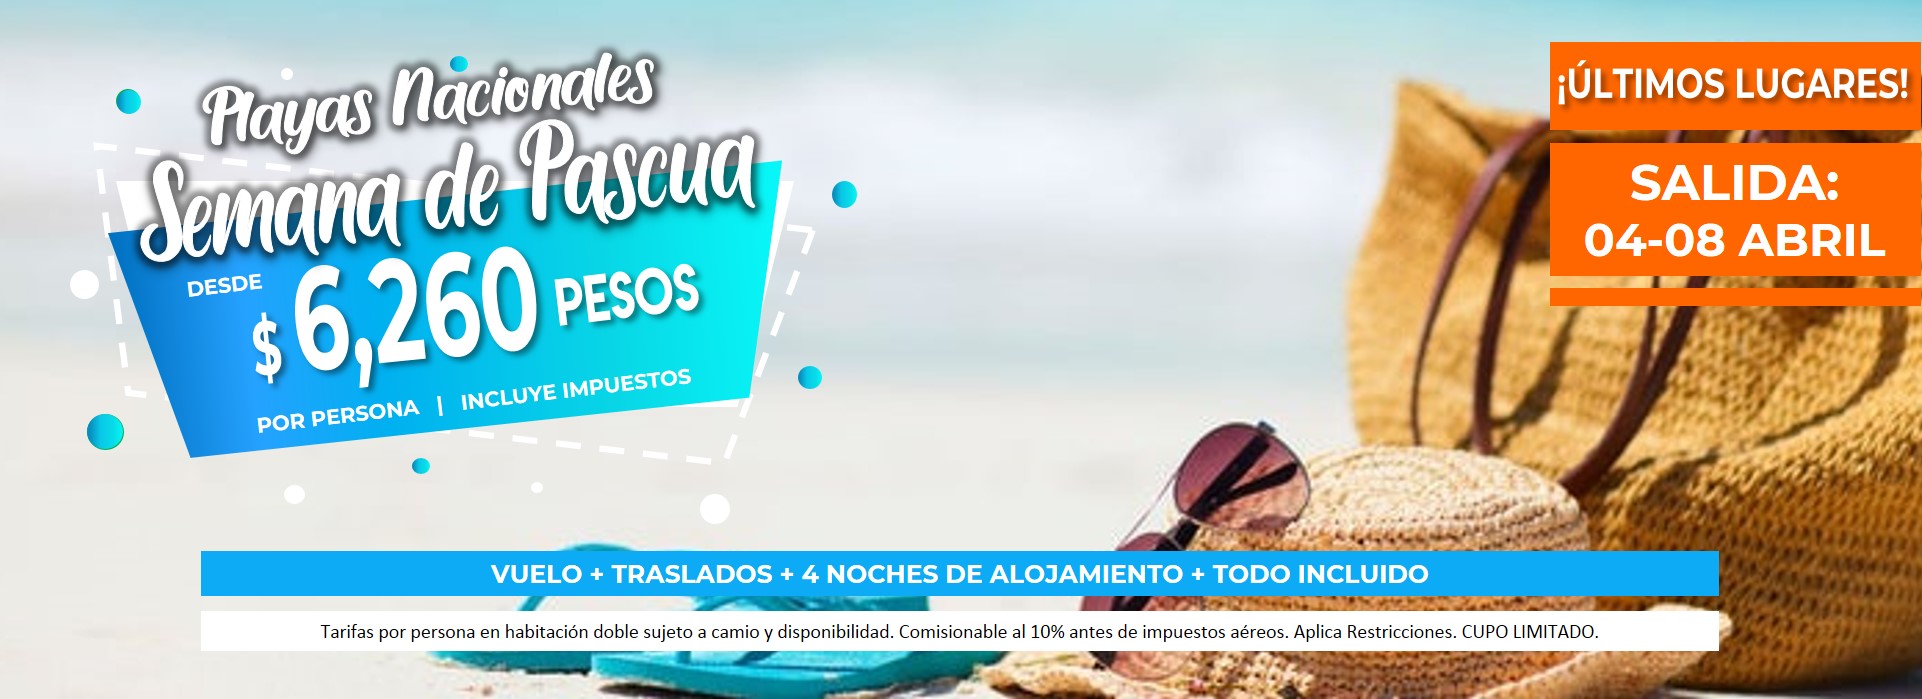 Playas Nacionales
Semana de Pascua
DESDE
$ 6,260 PESOS
POR PERSONA | INCLUYE IMPUESTOS
¡ÚLTIMOS LUGARES!
SALIDA:
04-08 ABRIL
VUELO + TRASLADOS + 4 NOCHES DE ALOJAMIENTO + TODO INCLUIDO
Tarifas por persona en habitación doble sujeto a camio y disponibilidad. Comisionable al 10% antes de impuestos aéreos. Aplica Restricciones. CUPO LIMITADO.